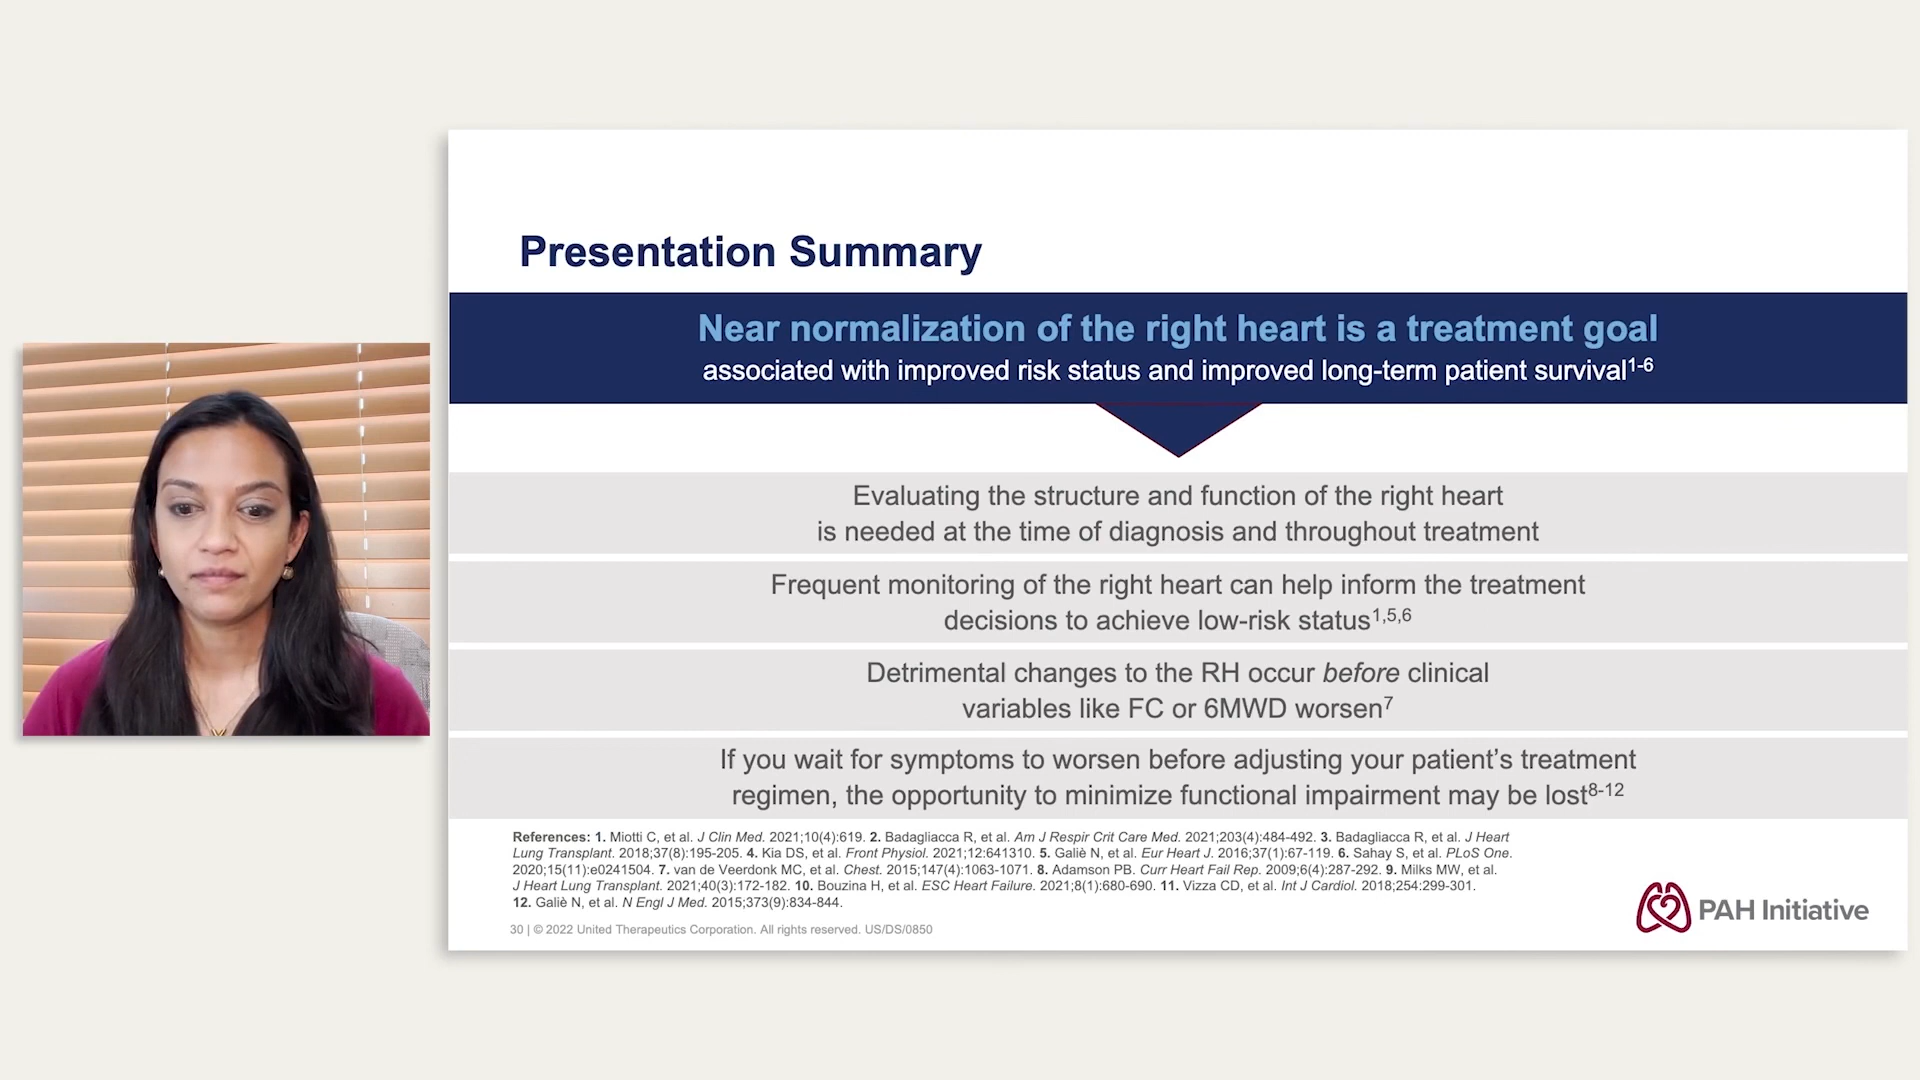 Presentation Summary
Near normalization of the right heart is a treatment goal
associated with improved risk status and improved long-term patient survival1-6
Evaluating the structure and function of the right heart
is needed at the time of diagnosis and throughout treatment
Frequent monitoring of the right heart can help inform the treatment
decisions to achieve low-risk status1,5,6
Detrimental changes to the RH occur before clinical
variables like FC or 6MWD worsen7
If you wait for symptoms to worsen before adjusting your patient’s treatment
regimen, the opportunity to minimize functional impairment may be lost8-12
References: 1. Miotti C, et al. J Clin Med. 2021;10(4):619. 2. Badagliacca R, et al. Am J Respir Crit Care Med. 2021;203(4):484-492. 3. Badagliacca R, et al. J Heart
Lung Transplant. 2018;37(8):195-205. 4. Kia DS, et al. Front Physiol. 2021;12:641310. 5. Galiè N, et al. Eur Heart J. 2016;37(1):67-119. 6. Sahay S, et al. PLoS One.
2020;15(11):e0241504. 7. van de Veerdonk MC, et al. Chest. 2015;147(4):1063-1071. 8. Adamson PB. Curr Heart Fail Rep. 2009;6(4):287-292. 9. Milks MW, et al.
J Heart Lung Transplant. 2021;40(3):172-182. 10. Bouzina H, et al. ESC Heart Failure. 2021;8(1):680-690. 11. Vizza CD, et al. Int J Cardiol. 2018;254:299-301.
12. Galiè N, et al. N Engl J Med. 2015;373(9):834-844.
30 | © 2022 United Therapeutics Corporation. All rights reserved. US/DS/0850
PAH Initiative